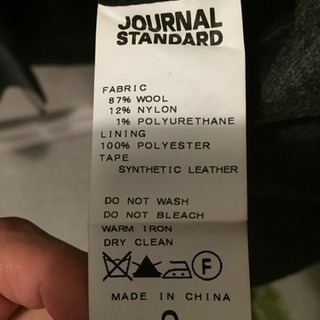 JOURNAL
STANDARD
FABRIC
87% WOOL
12% NYLON
1% POLYURETHANE
LINING
100% POLYESTER
TAPE
SYNTHETIC LEATHER
DO NOT WASH
DO NOT BLEACH
WARM IRON
DRY CLEAN
F
MADE IN CHINA